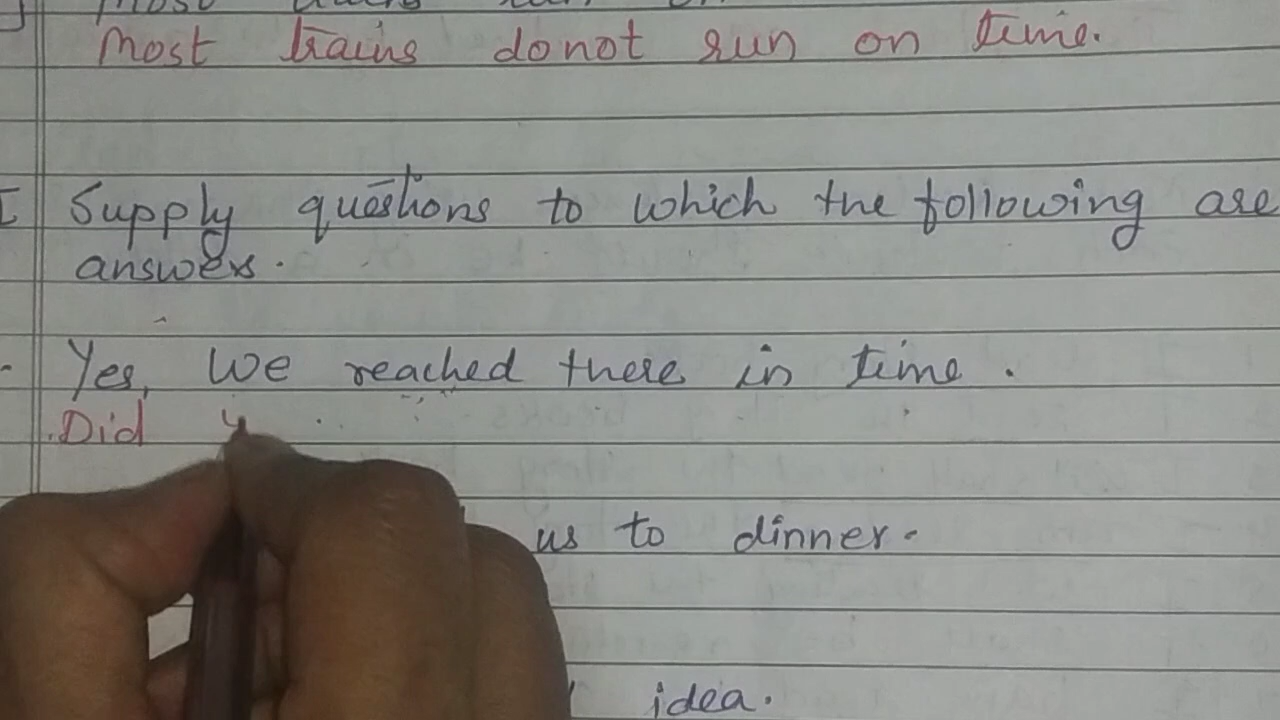 Most trains donot run on time.
Supply questions to which the following are
answers.
Yes, We reached there in time.
Did y
us to dinner.
idea.